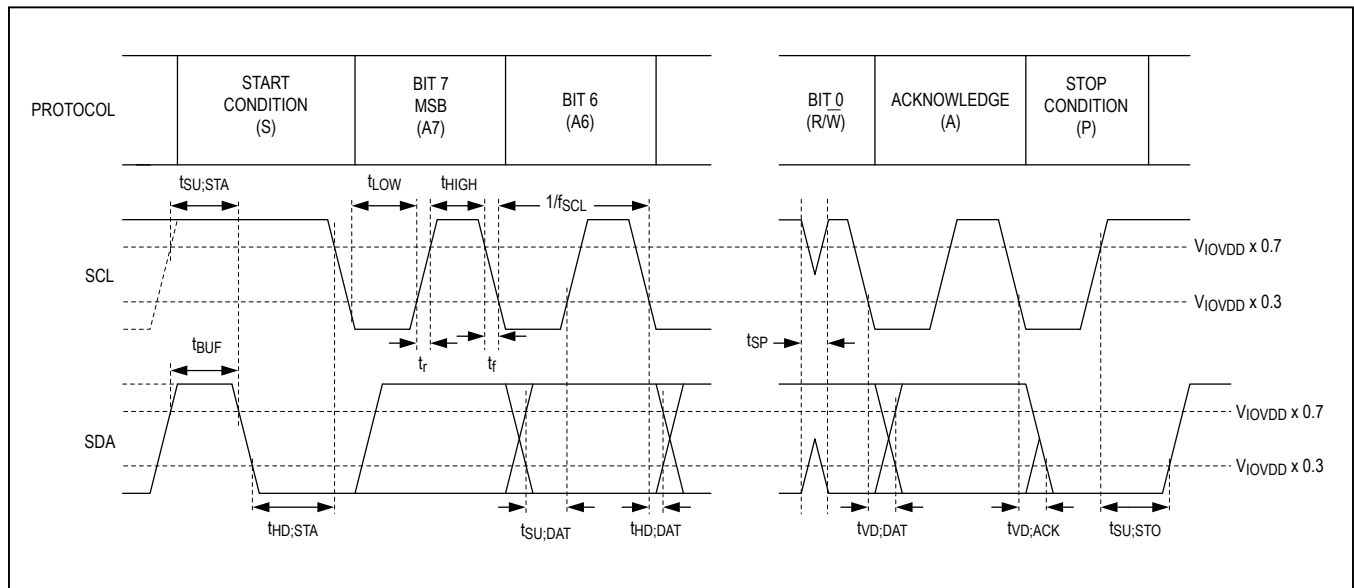 PROTOCOL
START
CONDITION
(S)
BIT 7
MSB
(A7)
BIT 6
(A6)
BIT 0
(R/W̅)
ACKNOWLEDGE
(A)
STOP
CONDITION
(P)
tSU;STA
tLOW
tHIGH
1/fSCL
SCL
VIOVDD x 0.7
VIOVDD x 0.3
tBUF
tr
tf
tSP
SDA
VIOVDD x 0.7
VIOVDD x 0.3
tHD;STA
tSU;DAT
tHD;DAT
tVD;DAT
tVD;ACK
tSU;STO